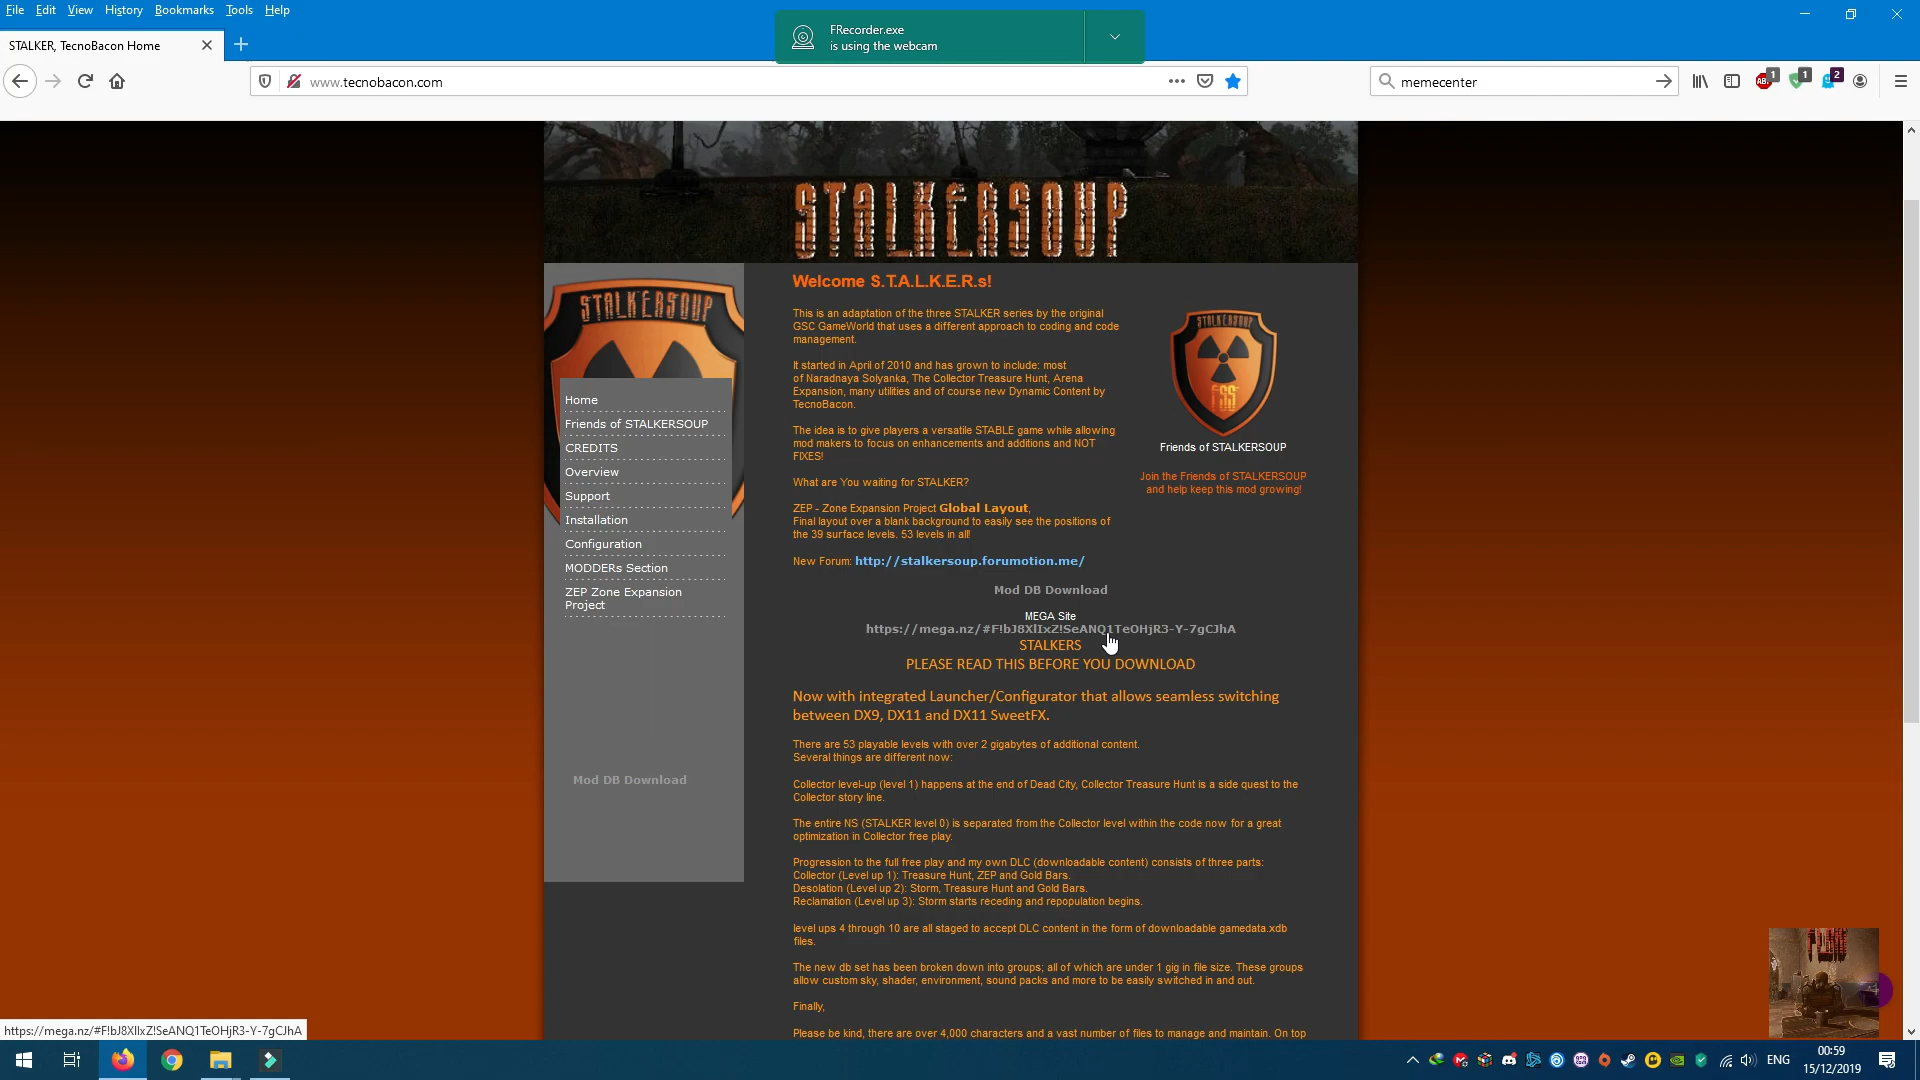 File Edit View History Bookmarks Tools Help
FRecorder.exe
is using the webcam
STALKER, TecnoBacon Home
www.tecnobacon.com
memecenter
1
1
2
STALKERSOUP
STALKERSOUP
Home
Friends of STALKERSOUP
CREDITS
Overview
Support
Installation
Configuration
MODDERs Section
ZEP Zone Expansion
Project
Mod DB Download
Welcome S.T.A.L.K.E.R.s!
This is an adaptation of the three STALKER series by the original
GSC GameWorld that uses a different approach to coding and code
management.
It started in April of 2010 and has grown to include: most
of Naradnaya Solyanka, The Collector Treasure Hunt, Arena
Expansion, many utilities and of course new Dynamic Content by
TecnoBacon.
The idea is to give players a versatile STABLE game while allowing
mod makers to focus on enhancements and additions and NOT
FIXES!
What are You waiting for STALKER?
ZEP - Zone Expansion Project Global Layout,
Final layout over a blank background to easily see the positions of
the 39 surface levels. 53 levels in all!
New Forum: http://stalkersoup.forumotion.me/
STALKERSOUP
FSS
Friends of STALKERSOUP
Join the Friends of STALKERSOUP
and help keep this mod growing!
Mod DB Download
MEGA Site
https://mega.nz/#F!bJ8XlIxZ!SeANQ1TeOHjR3-Y-7gCJhA
STALKERS
PLEASE READ THIS BEFORE YOU DOWNLOAD
Now with integrated Launcher/Configurator that allows seamless switching
between DX9, DX11 and DX11 SweetFX.
There are 53 playable levels with over 2 gigabytes of additional content.
Several things are different now:
Collector level-up (level 1) happens at the end of Dead City, Collector Treasure Hunt is a side quest to the
Collector story line.
The entire NS (STALKER level 0) is separated from the Collector level within the code now for a great
optimization in Collector free play.
Progression to the full free play and my own DLC (downloadable content) consists of three parts:
Collector (Level up 1): Treasure Hunt, ZEP and Gold Bars.
Desolation (Level up 2): Storm, Treasure Hunt and Gold Bars.
Reclamation (Level up 3): Storm starts receding and repopulation begins.
level ups 4 through 10 are all staged to accept DLC content in the form of downloadable gamedata.xdb
files.
The new db set has been broken down into groups; all of which are under 1 gig in file size. These groups
allow custom sky, shader, environment, sound packs and more to be easily switched in and out.
Finally,
Please be kind, there are over 4,000 characters and a vast number of files to manage and maintain. On top
https://mega.nz/#F!bJ8XlIxZ!SeANQ1TeOHjR3-Y-7gCJhA
ENG
00:59
15/12/2019